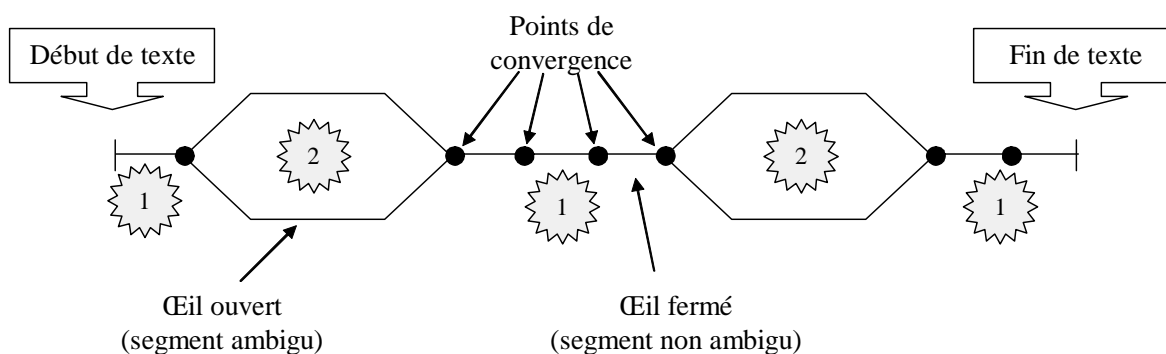 Points de
convergence
Début de texte
Fin de texte
2
2
1
1
1
Œil ouvert
(segment ambigu)
Œil fermé
(segment non ambigu)